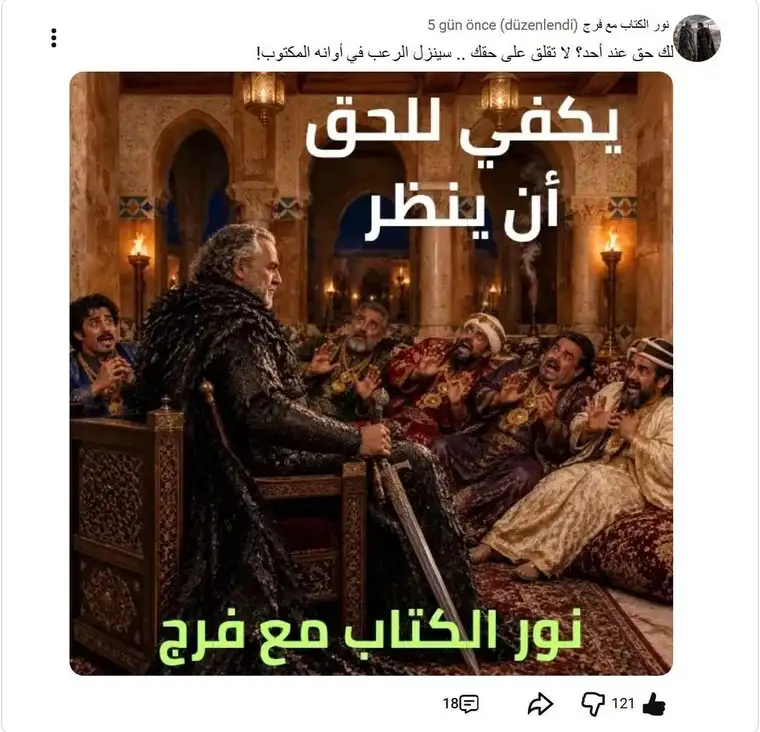 نور الكتاب مع فرج 5 gün önce (düzenlendi)
لك حق عند أحد؟ لا تقلق على حقك .. سينزل الرعب في أوانه المكتوب!
يكفي للحق
أن ينظر
نور الكتاب مع فرج
121
18